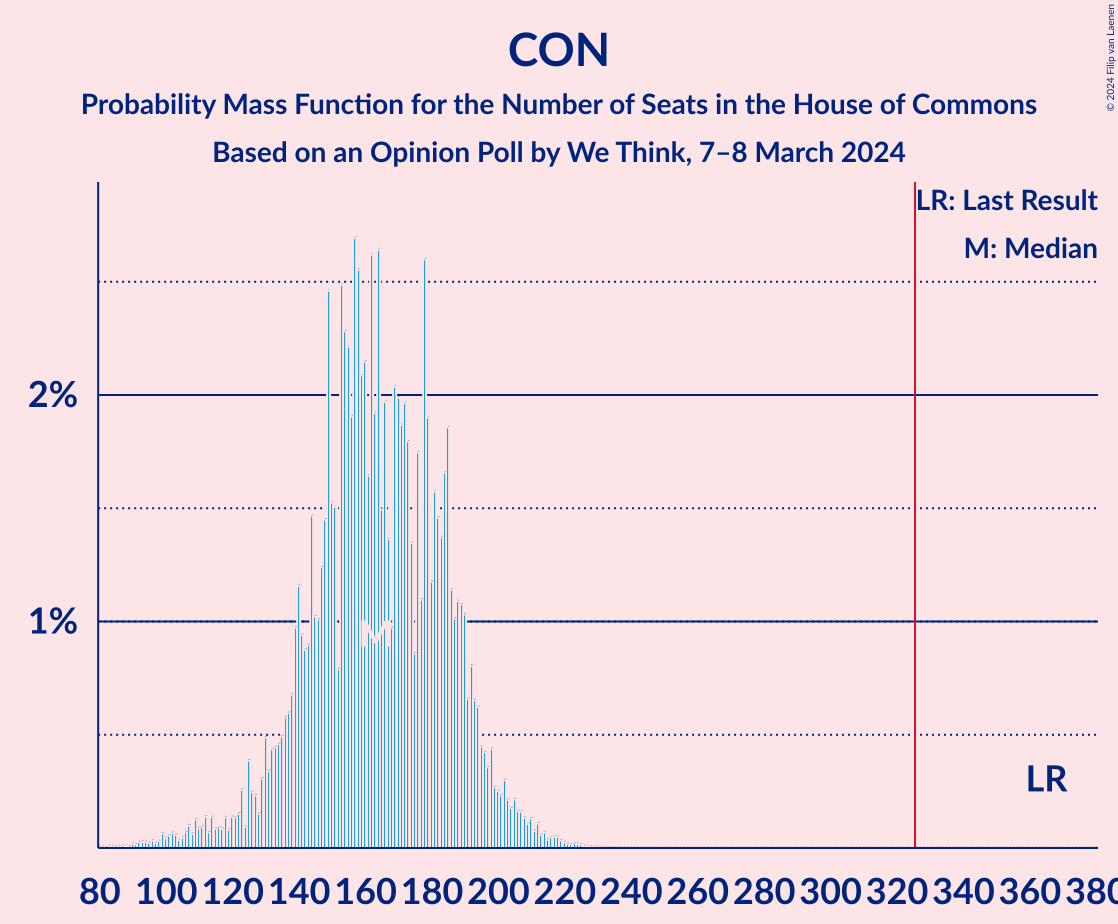 CON
Probability Mass Function for the Number of Seats in the House of Commons
Based on an Opinion Poll by We Think, 7–8 March 2024
© 2024 Filip van Laenen
LR: Last Result
M: Median
2%
1%
M
LR
80 100 120 140 160 180 200 220 240 260 280 300 320 340 360 380